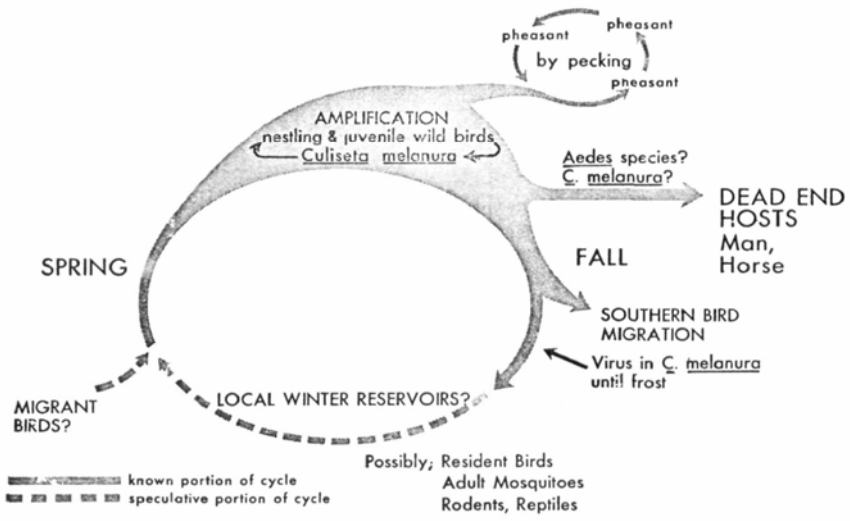 pheasant
pheasant
by pecking
pheasant
AMPLIFICATION
nestling & juvenile wild birds
Culiseta melanura
Aedes species?
C. melanura?
DEAD END
HOSTS
Man,
Horse
SPRING
FALL
SOUTHERN BIRD
MIGRATION
Virus in C. melanura
until frost
LOCAL WINTER RESERVOIRS?
MIGRANT
BIRDS?
Possibly; Resident Birds
Adult Mosquitoes
Rodents, Reptiles
known portion of cycle
speculative portion of cycle